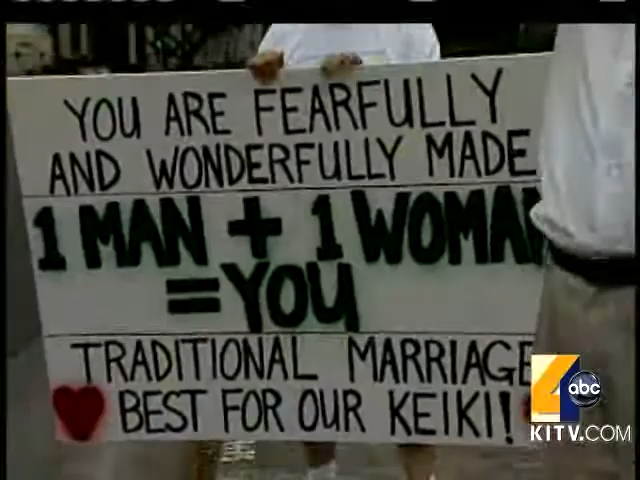 YOU ARE FEARFULLY
AND WONDERFULLY MADE
1 MAN + 1 WOMAN
= YOU
TRADITIONAL MARRIAGE
BEST FOR OUR KEIKI!
4
abc
KITV.COM